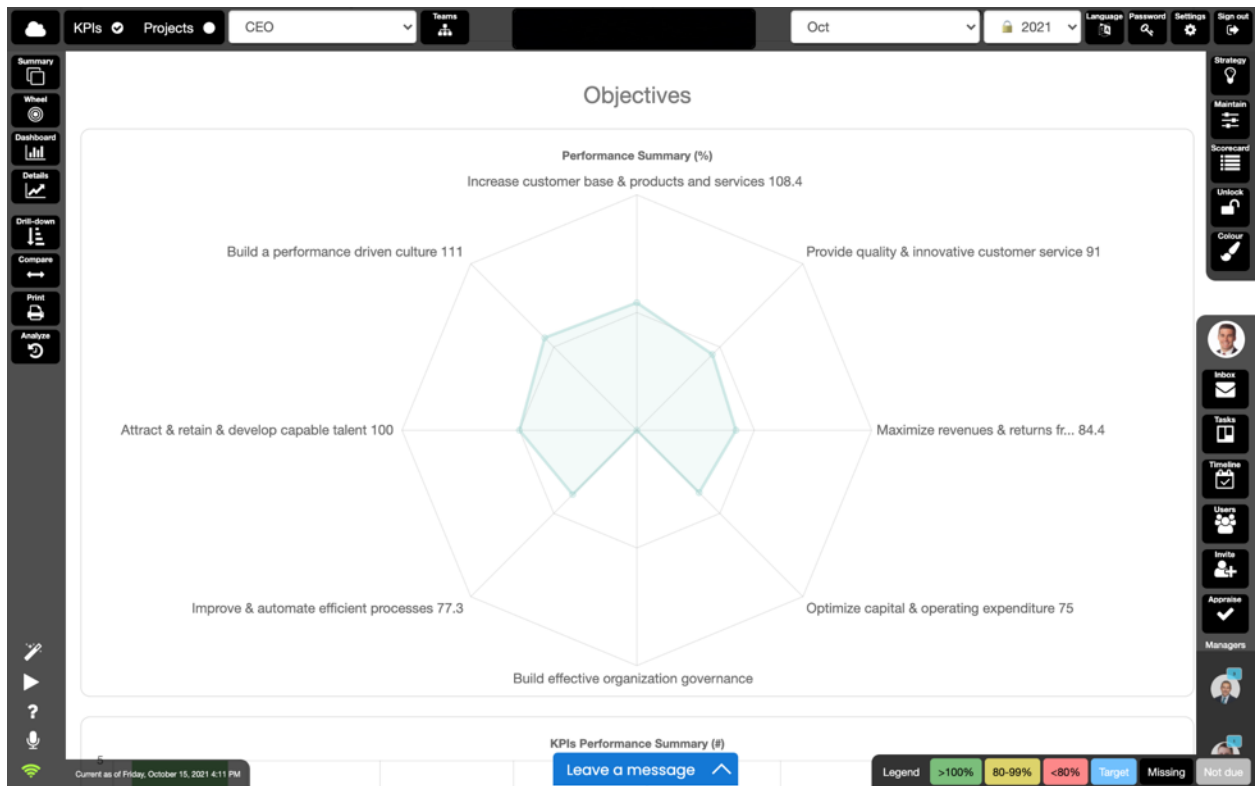 KPIs Projects CEO Teams Oct 2021 Language Password Settings Sign out
Summary
Wheel
Dashboard
Details
Drill-down
Compare
Print
Analyze
Objectives
Performance Summary (%)
Increase customer base & products and services 108.4
Build a performance driven culture 111
Provide quality & innovative customer service 91
Attract & retain & develop capable talent 100
Maximize revenues & returns fr... 84.4
Improve & automate efficient processes 77.3
Optimize capital & operating expenditure 75
Build effective organization governance
KPIs Performance Summary (#)
5
Strategy
Maintain
Scorecard
Unlock
Colour
Inbox
Tasks
Timeline
Users
Invite
Appraise
Managers
?
Current as of Friday, October 15, 2021 4:11 PM
Leave a message
Legend >100% 80-99% <80% Target Missing Not due